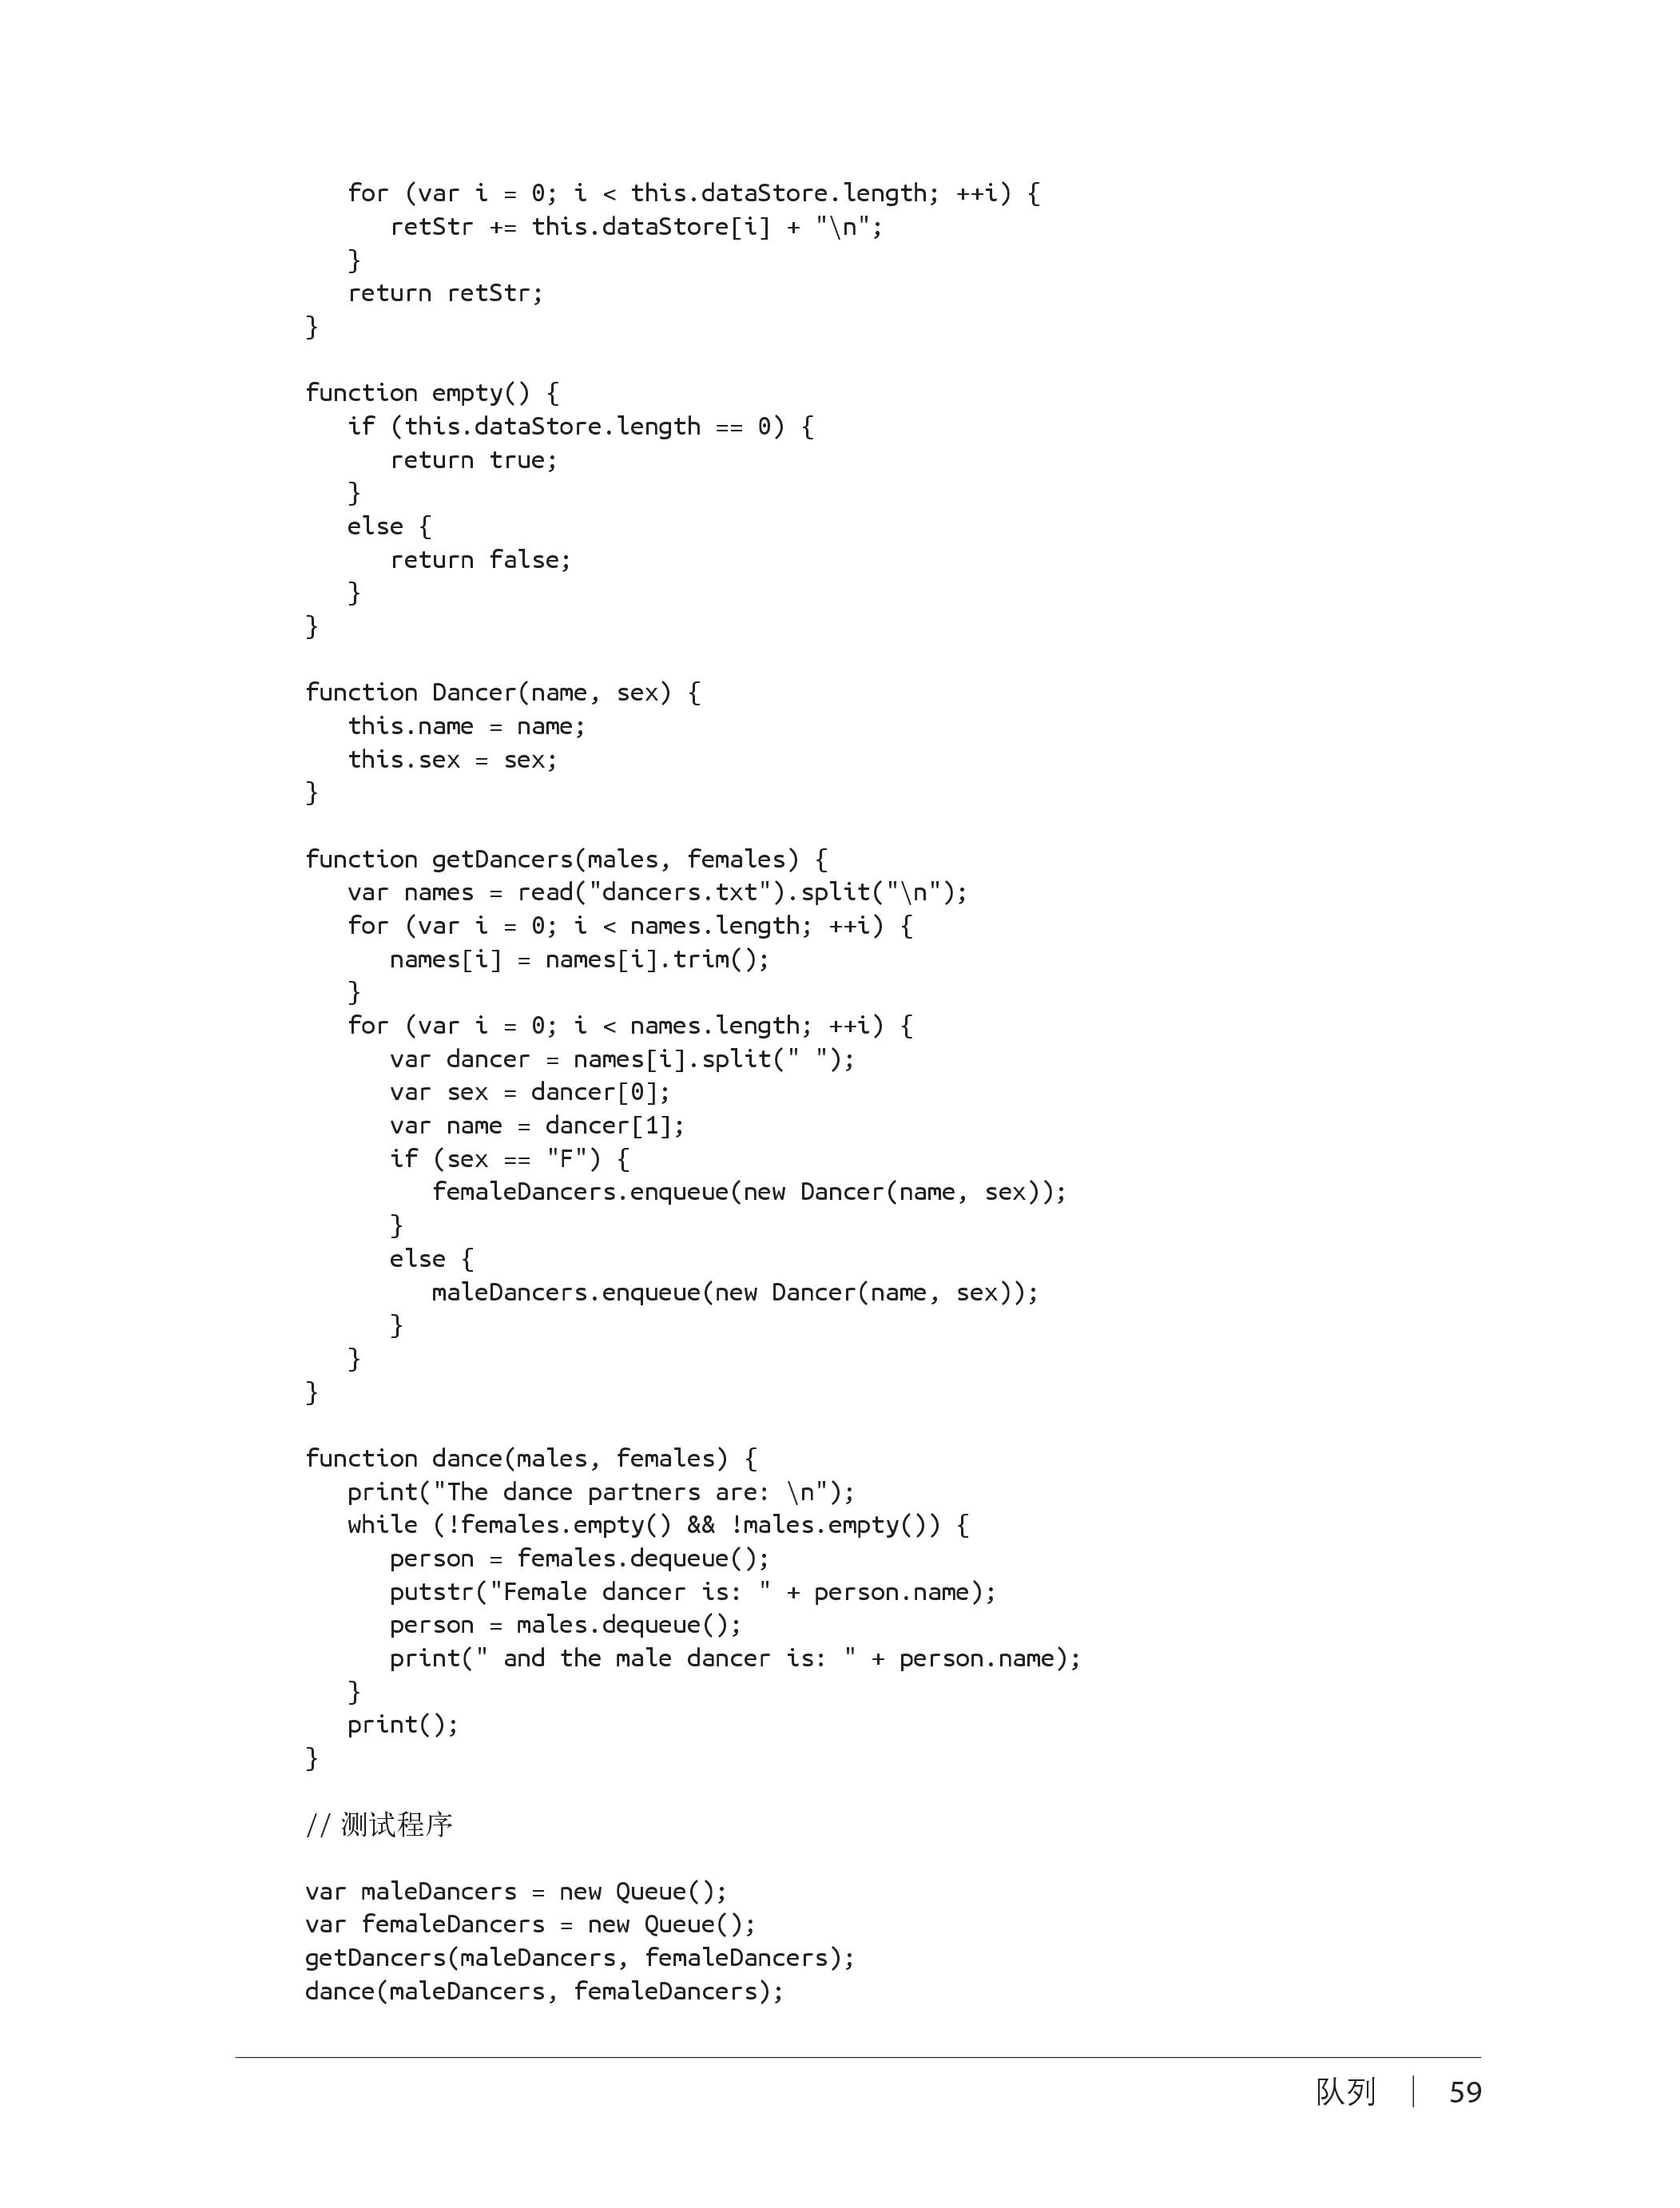 for (var i = 0; i < this.dataStore.length; ++i) {
      retStr += this.dataStore[i] + "\n";
   }
   return retStr;
}

function empty() {
   if (this.dataStore.length == 0) {
      return true;
   }
   else {
      return false;
   }
}

function Dancer(name, sex) {
   this.name = name;
   this.sex = sex;
}

function getDancers(males, females) {
   var names = read("dancers.txt").split("\n");
   for (var i = 0; i < names.length; ++i) {
      names[i] = names[i].trim();
   }
   for (var i = 0; i < names.length; ++i) {
      var dancer = names[i].split(" ");
      var sex = dancer[0];
      var name = dancer[1];
      if (sex == "F") {
         femaleDancers.enqueue(new Dancer(name, sex));
      }
      else {
         maleDancers.enqueue(new Dancer(name, sex));
      }
   }
}

function dance(males, females) {
   print("The dance partners are: \n");
   while (!females.empty() && !males.empty()) {
      person = females.dequeue();
      putstr("Female dancer is: " + person.name);
      person = males.dequeue();
      print(" and the male dancer is: " + person.name);
   }
   print();
}

// 测试程序

var maleDancers = new Queue();
var femaleDancers = new Queue();
getDancers(maleDancers, femaleDancers);
dance(maleDancers, femaleDancers);

队列 | 59